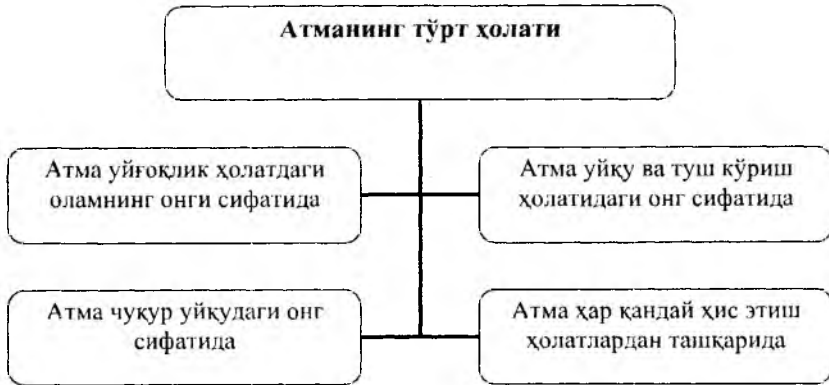 Атманинг тўрт ҳолати
Атма уйғоқлик ҳолатдаги
оламнинг онги сифатида
Атма уйқу ва туш кўриш
ҳолатидаги онг сифатида
Атма чуқур уйқудаги онг
сифатида
Атма ҳар қандай ҳис этиш
ҳолатлардан ташқарида